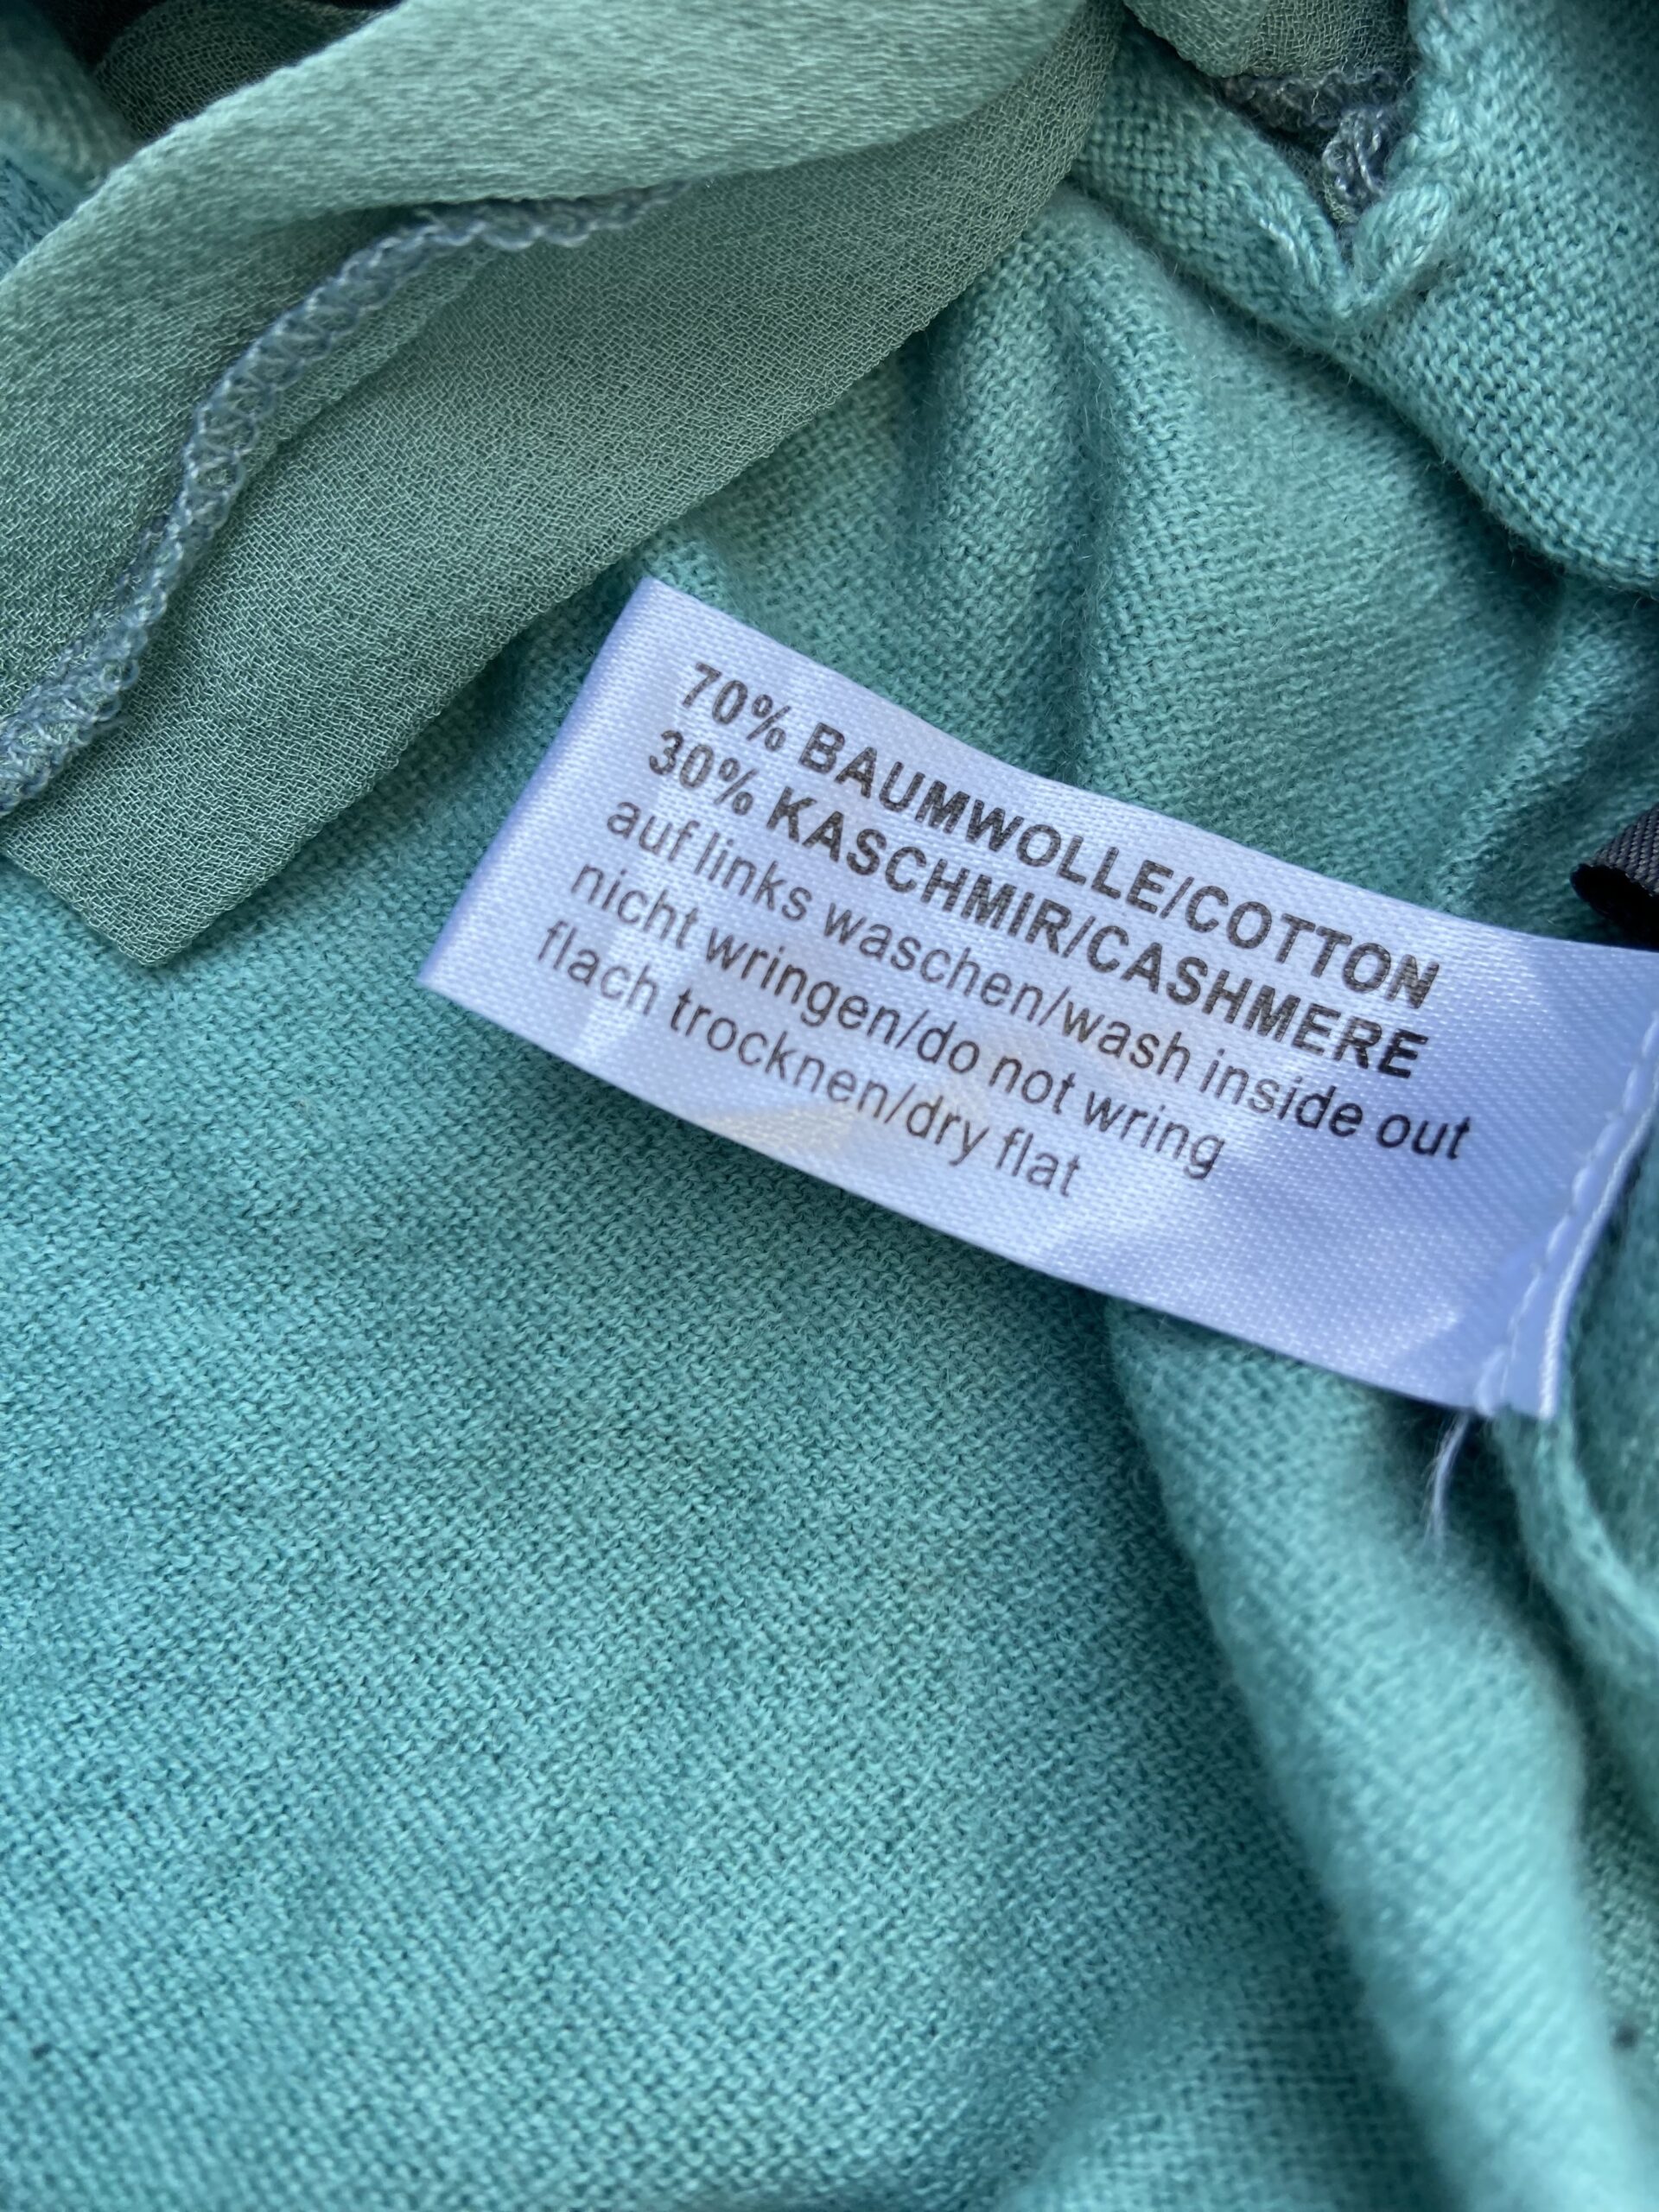 70% BAUMWOLLE/COTTON
30% KASCHMIR/CASHMERE
auf links waschen/wash inside out
nicht wringen/do not wring
flach trocknen/dry flat